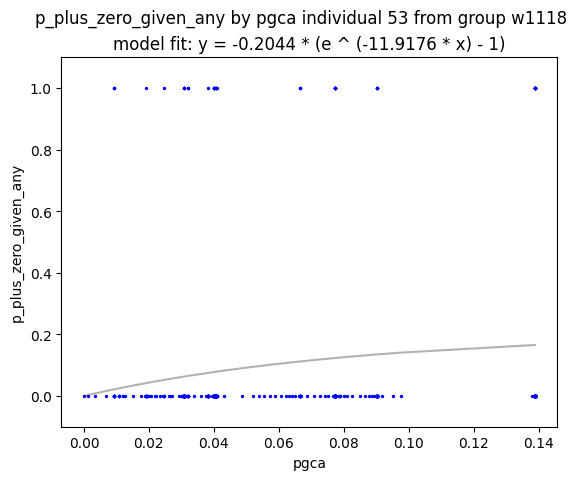 p_plus_zero_given_any by pgca individual 53 from group w1118
model fit: y = -0.2044 * (e ^ (-11.9176 * x) - 1)
1.0
0.8
0.6
0.4
0.2
0.0
p_plus_zero_given_any
0.00 0.02 0.04 0.06 0.08 0.10 0.12 0.14
pgca